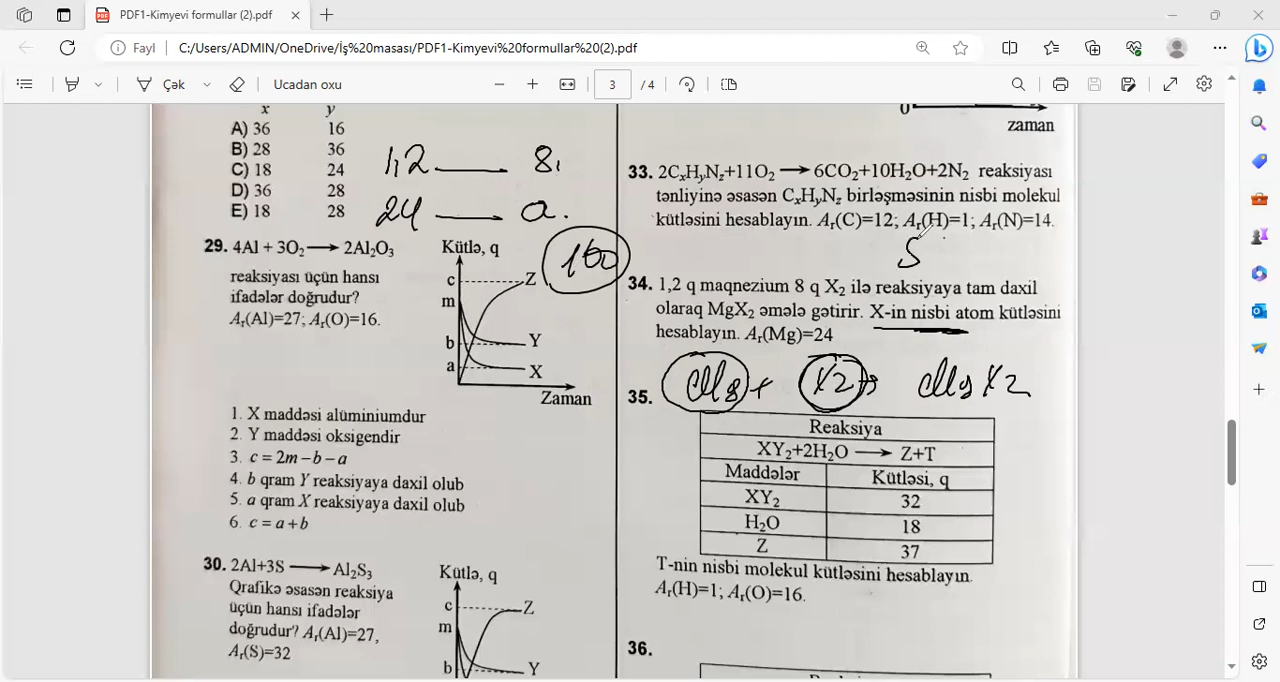 PDF1-Kimyevi formullar (2).pdf
Fayl
C:/Users/ADMIN/OneDrive/İş%20masası/PDF1-Kimyevi%20formullar%20(2).pdf
Çək
Ucadan oxu
3 / 4
x y
A) 36 16
B) 28 36
C) 18 24
D) 36 28
E) 18 28
1,2 8
24 a.
29. 4Al + 3O₂ ⟶ 2Al₂O₃
reaksiyası üçün hansı
ifadələr doğrudur?
Aᵣ(Al)=27; Aᵣ(O)=16.
Kütlə, q
c
m
b
a
Z
Y
X
Zaman
160
1. X maddəsi alüminiumdur
2. Y maddəsi oksigendir
3. c=2m−b−a
4. b qram Y reaksiyaya daxil olub
5. a qram X reaksiyaya daxil olub
6. c=a+b
30. 2Al+3S ⟶ Al₂S₃
Qrafikə əsasən reaksiya
üçün hansı ifadələr
doğrudur? Aᵣ(Al)=27,
Aᵣ(S)=32
Kütlə, q
c
m
b
Z
Y
0
zaman
33. 2CₓHᵧN_z+11O₂ ⟶ 6CO₂+10H₂O+2N₂ reaksiyası
tənliyinə əsasən CₓHᵧN_z birləşməsinin nisbi molekul
kütləsini hesablayın. Aᵣ(C)=12; Aᵣ(H)=1; Aᵣ(N)=14.
34. 1,2 q maqnezium 8 q X₂ ilə reaksiyaya tam daxil
olaraq MgX₂ əmələ gətirir. X-in nisbi atom kütləsini
hesablayın. Aᵣ(Mg)=24
Mg + X2 → MgX2
35.
Reaksiya
XY₂+2H₂O ⟶ Z+T
Maddələr Kütləsi, q
XY₂ 32
H₂O 18
Z 37
T-nin nisbi molekul kütləsini hesablayın.
Aᵣ(H)=1; Aᵣ(O)=16.
36.